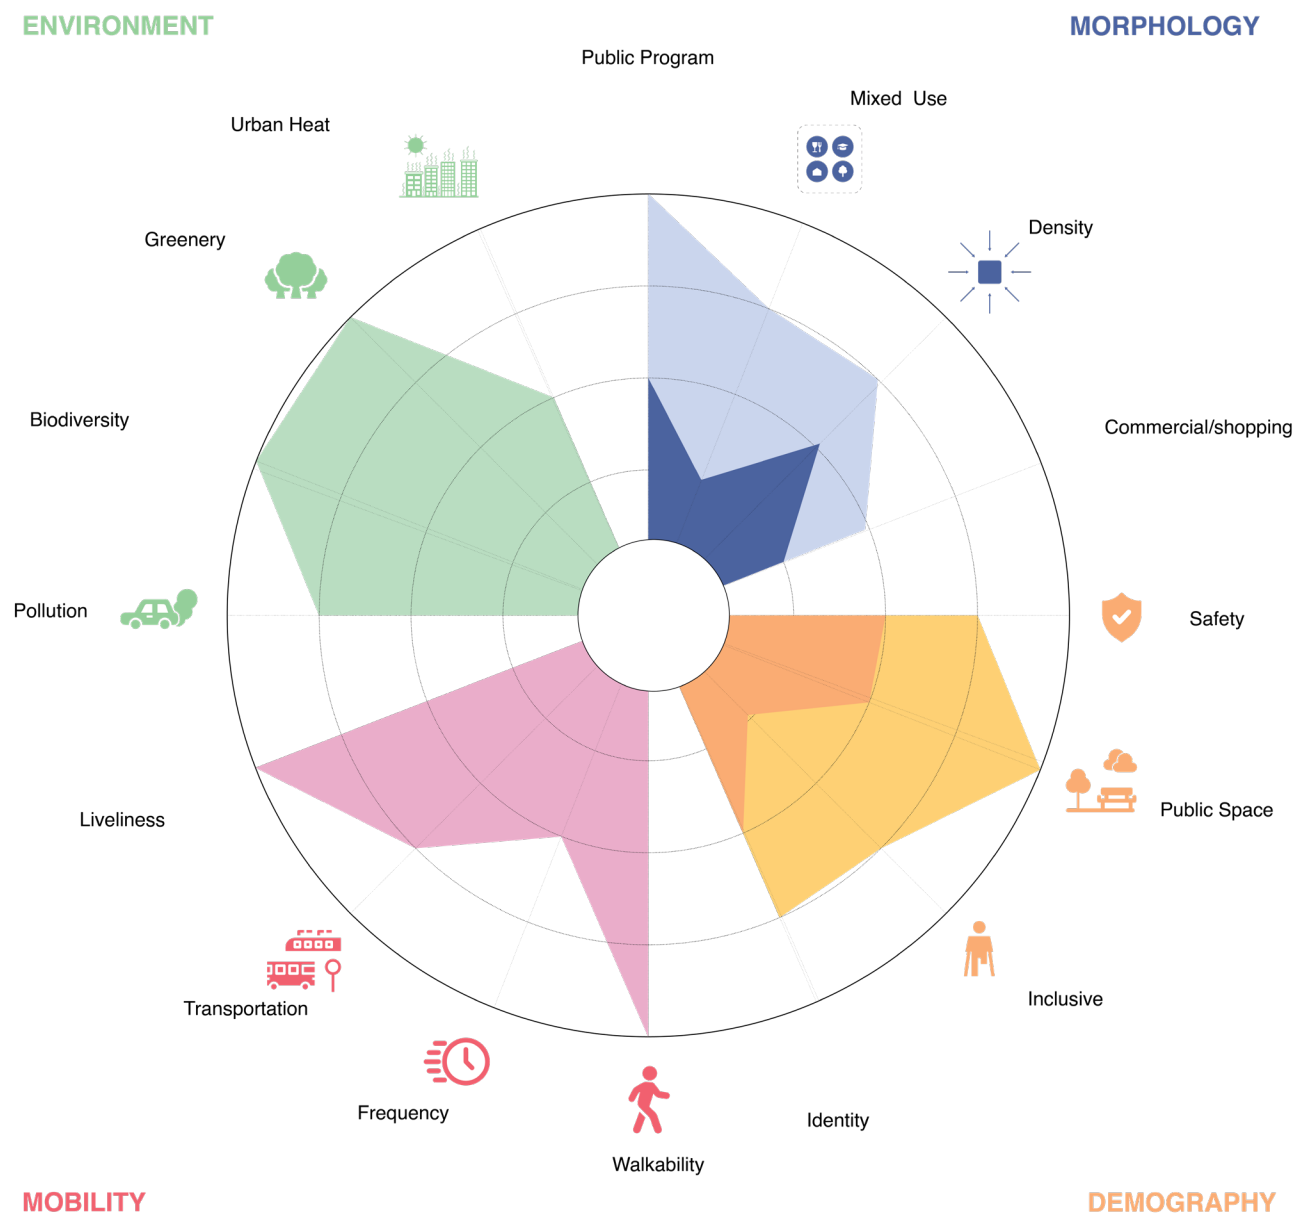 ENVIRONMENT
MORPHOLOGY
Public Program
Mixed Use
Urban Heat
Density
Greenery
Biodiversity
Commercial/shopping
Pollution
Safety
Liveliness
Public Space
Transportation
Inclusive
Frequency
Identity
Walkability
MOBILITY
DEMOGRAPHY